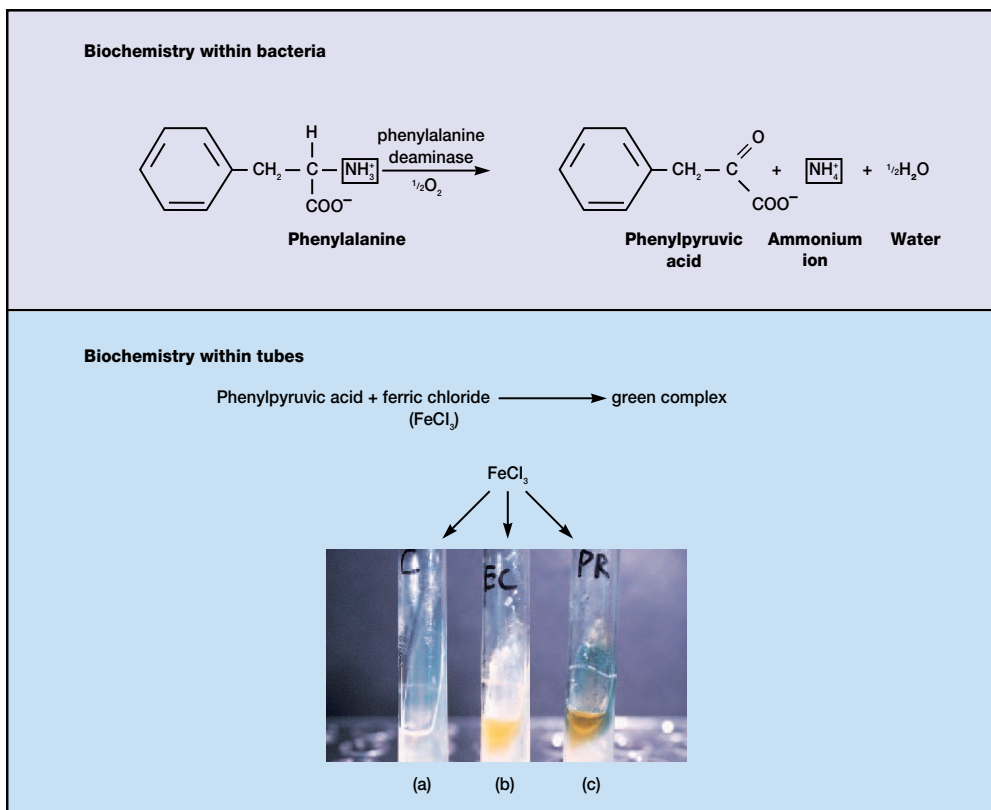 Biochemistry within bacteria
H
CH₂ – C – NH₃⁺
COO⁻
phenylalanine
deaminase
½O₂
O
CH₂ – C
COO⁻
+ NH₄⁺ + ½H₂O
Phenylalanine
Phenylpyruvic
acid
Ammonium
ion
Water
Biochemistry within tubes
Phenylpyruvic acid + ferric chloride → green complex
(FeCl₃)
FeCl₃
C
EC
PR
(a) (b) (c)